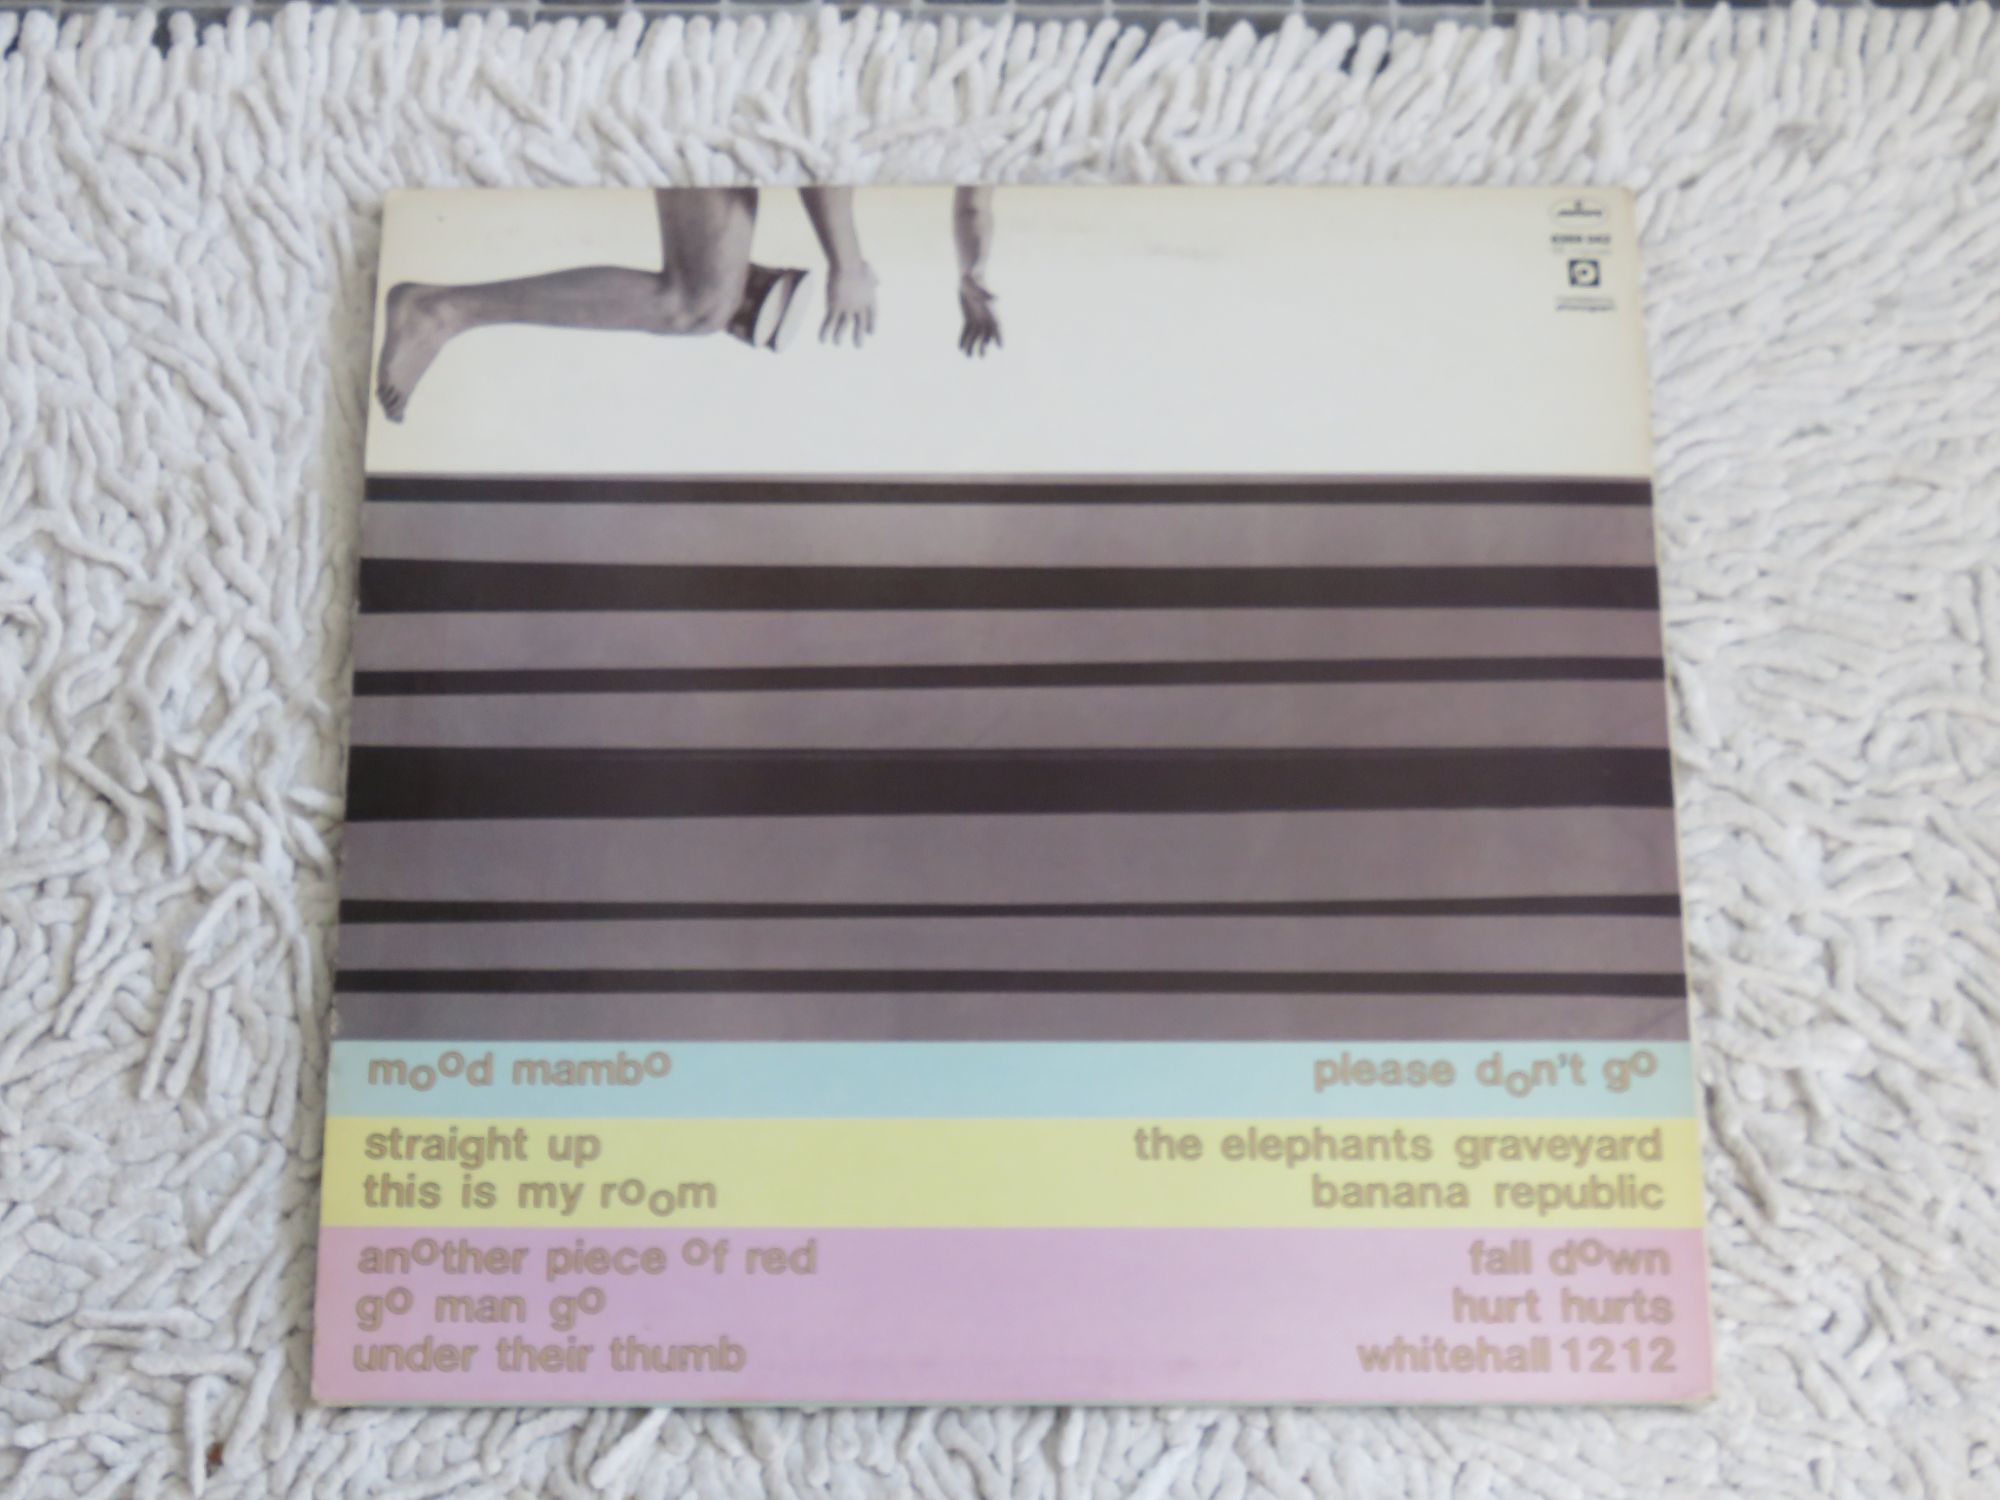 mood mambo
please don't go
straight up
the elephants graveyard
this is my room
banana republic
another piece of red
fall down
go man go
hurt hurts
under their thumb
whitehall 1212